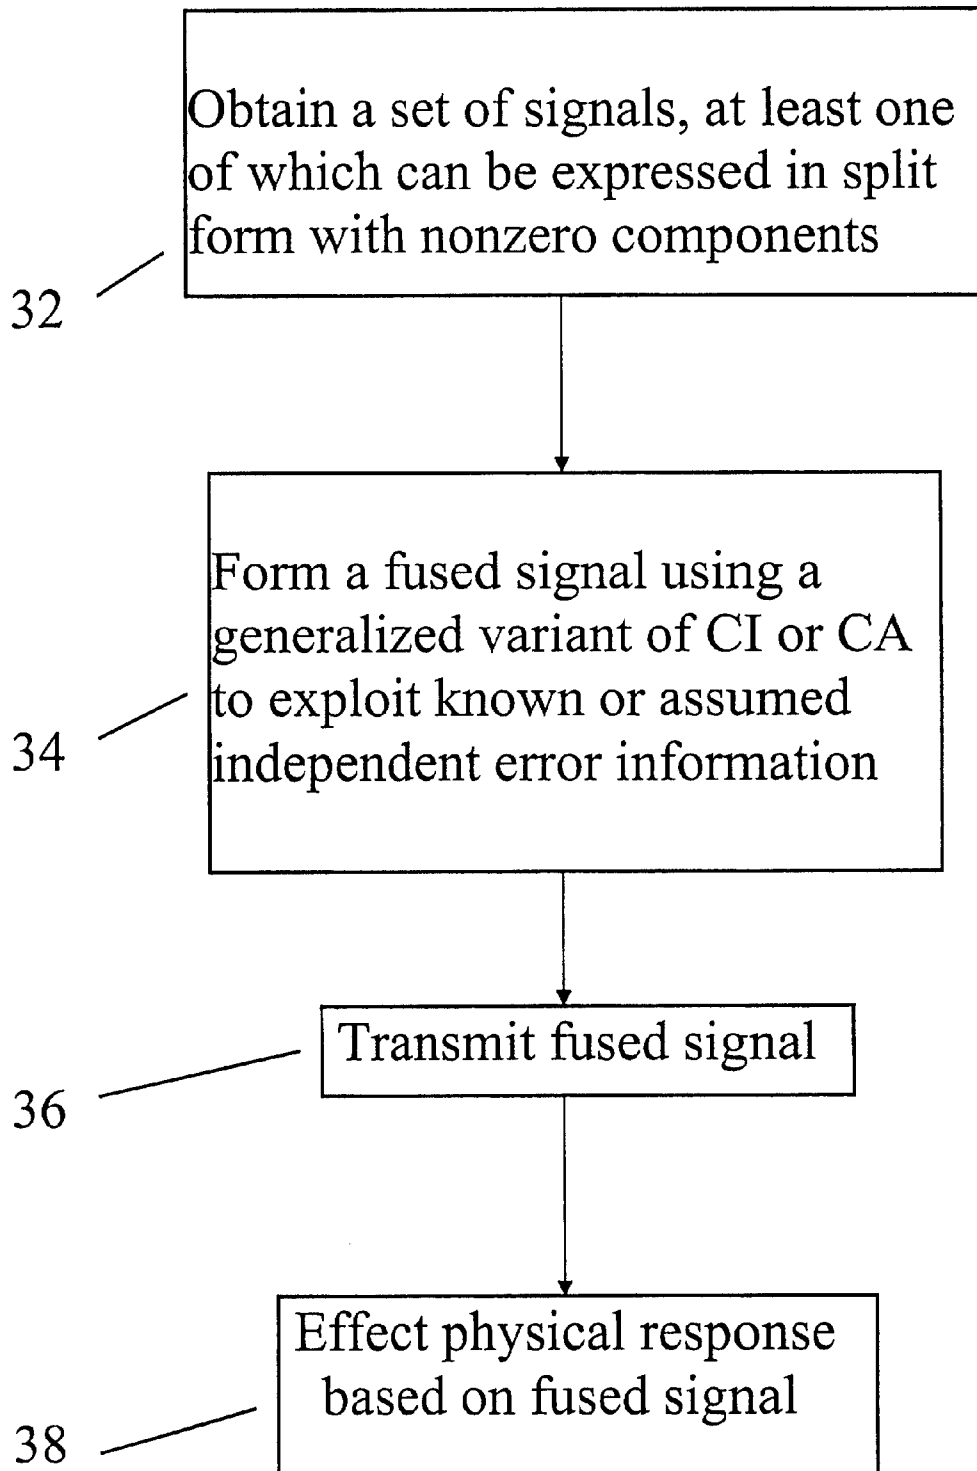 Obtain a set of signals, at least one
of which can be expressed in split
form with nonzero components
32
Form a fused signal using a
generalized variant of CI or CA
to exploit known or assumed
independent error information
34
Transmit fused signal
36
Effect physical response
based on fused signal
38